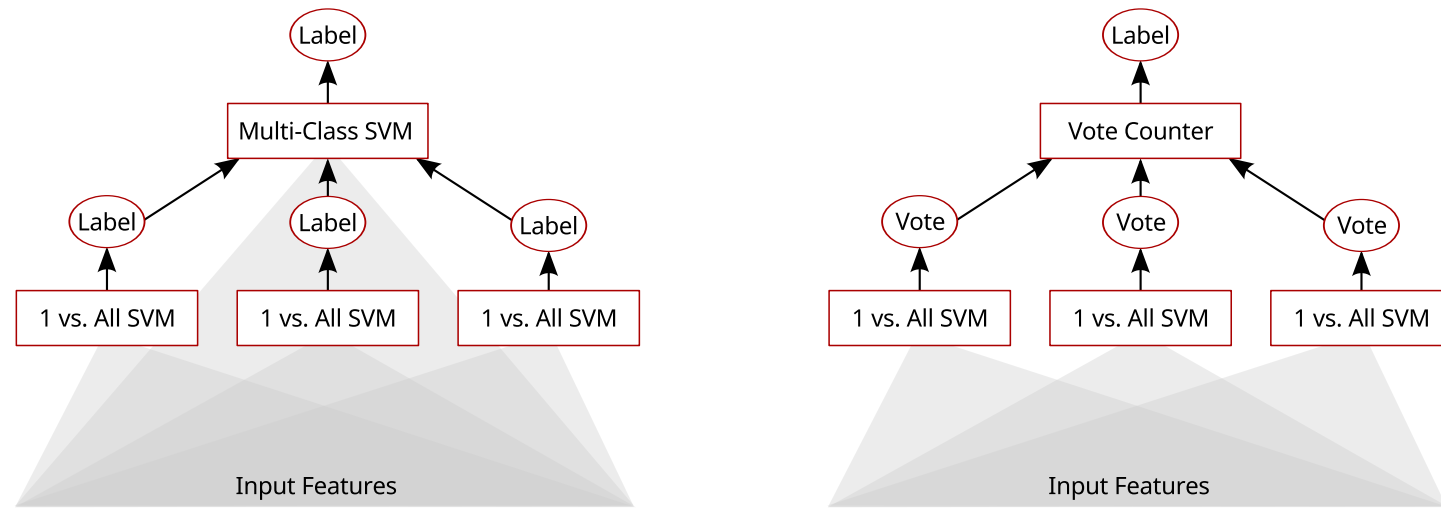 Label
Multi-Class SVM
Label
Label
Label
1 vs. All SVM
1 vs. All SVM
1 vs. All SVM
Input Features
Label
Vote Counter
Vote
Vote
Vote
1 vs. All SVM
1 vs. All SVM
1 vs. All SVM
Input Features